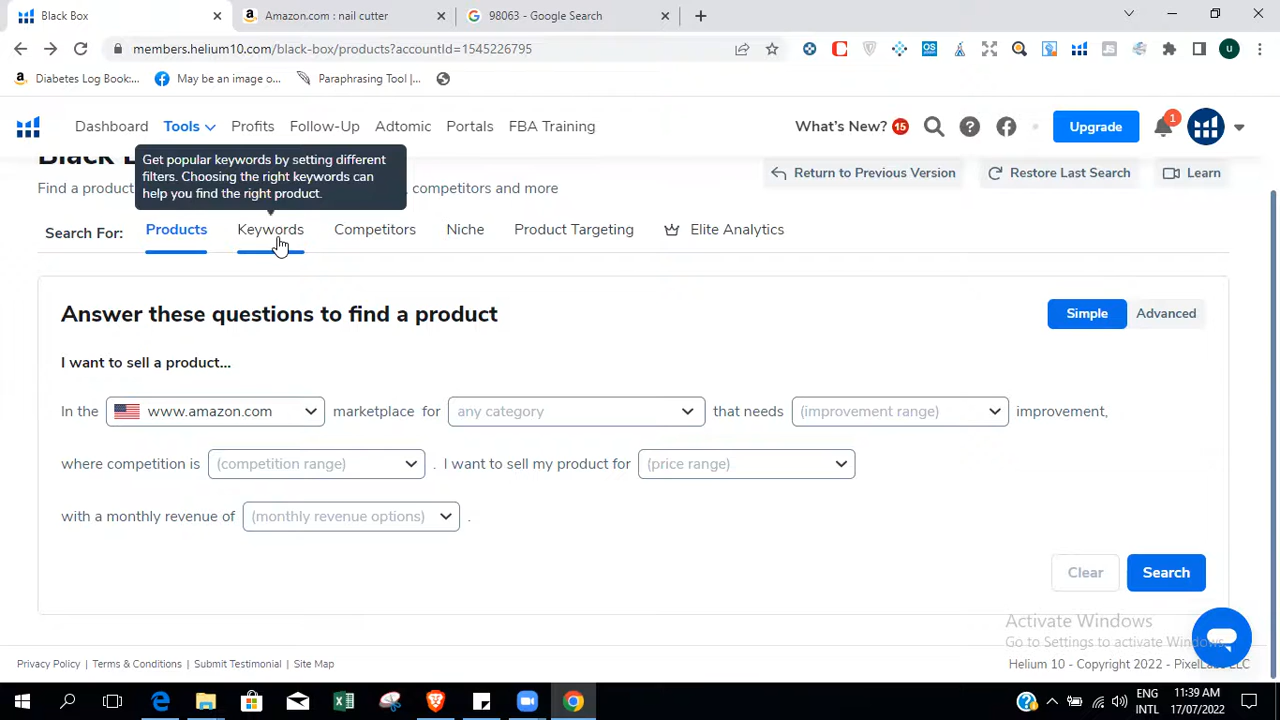 Black Box
Amazon.com : nail cutter
98063 - Google Search
members.helium10.com/black-box/products?accountId=1545226795
Diabetes Log Book:...
May be an image o...
Paraphrasing Tool |...
Dashboard
Tools
Profits
Follow-Up
Adtomic
Portals
FBA Training
What's New? 15
Upgrade
1
Get popular keywords by setting different
filters. Choosing the right keywords can
help you find the right product.
Find a product
competitors and more
Return to Previous Version
Restore Last Search
Learn
Search For:
Products
Keywords
Competitors
Niche
Product Targeting
Elite Analytics
Answer these questions to find a product
Simple
Advanced
I want to sell a product...
In the www.amazon.com marketplace for any category that needs (improvement range) improvement,
where competition is (competition range) . I want to sell my product for (price range)
with a monthly revenue of (monthly revenue options) .
Clear
Search
Activate Windows
Go to Settings to activate Windows.
Privacy Policy | Terms & Conditions | Submit Testimonial | Site Map
Helium 10 - Copyright 2022 - PixelLabs LLC
ENG
INTL
11:39 AM
17/07/2022